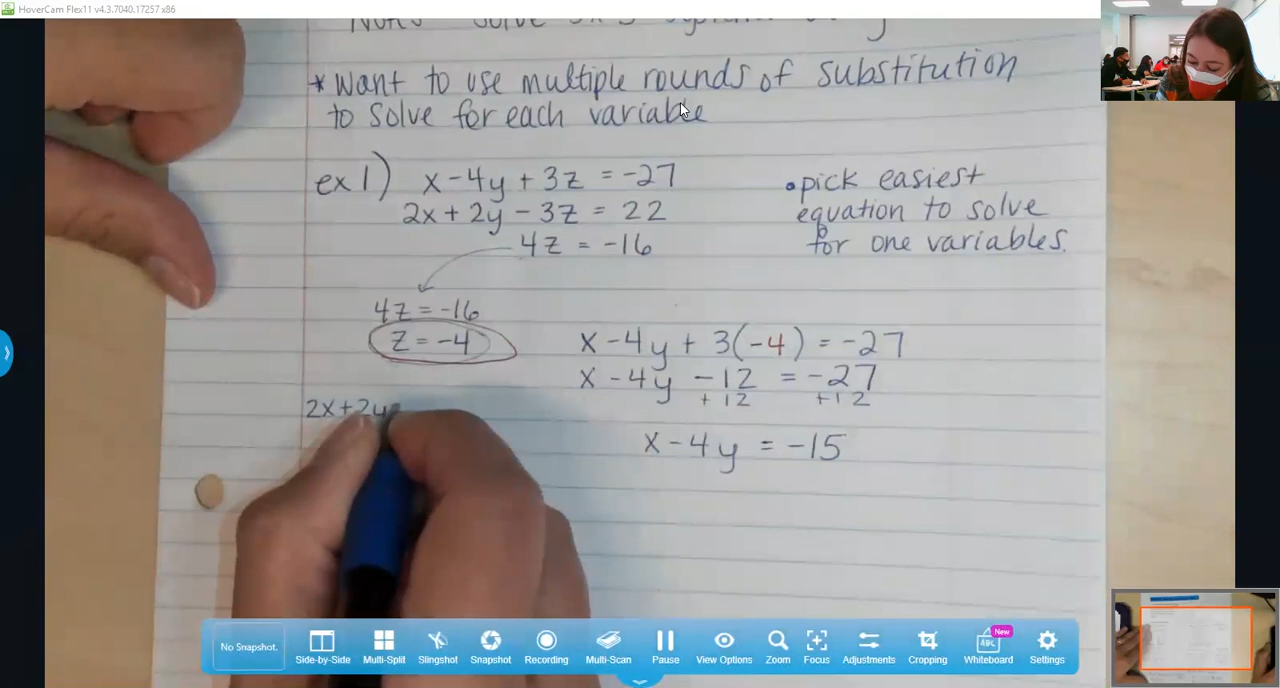 HoverCam Flex11 v4.3.7040.17257 x86
* Want to use multiple rounds of substitution
to solve for each variable
ex 1) x - 4y + 3z = -27
2x + 2y - 3z = 22
4z = -16
• pick easiest
equation to solve
for one variables.
4z = -16
z = -4
x - 4y + 3(-4) = -27
x - 4y - 12 = -27
+ 12 +12
x - 4y = -15
2x + 2y
No Snapshot.
Side-by-Side
Multi-Split
Slingshot
Snapshot
Recording
Multi-Scan
Pause
View Options
Zoom
Focus
Adjustments
Cropping
New
ABC
Whiteboard
Settings